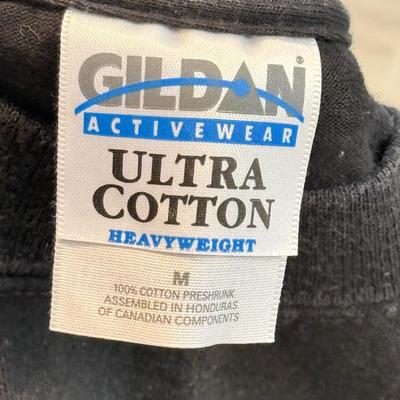 GILDAN®
ACTIVEWEAR
ULTRA
COTTON
HEAVYWEIGHT
M
100% COTTON PRESHRUNK
ASSEMBLED IN HONDURAS
OF CANADIAN COMPONENTS